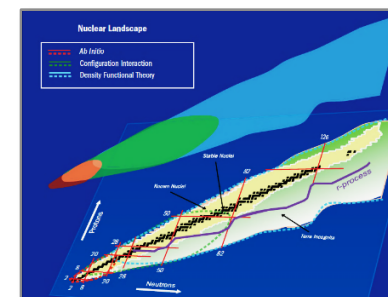 Nuclear Landscape
Ab Initio
Configuration Interaction
Density Functional Theory
126
Stable Nuclei
82
r-process
Known Nuclei
50
Protons
28
20
82
Terra Incognita
8
50
2
28
20
2 8
Neutrons